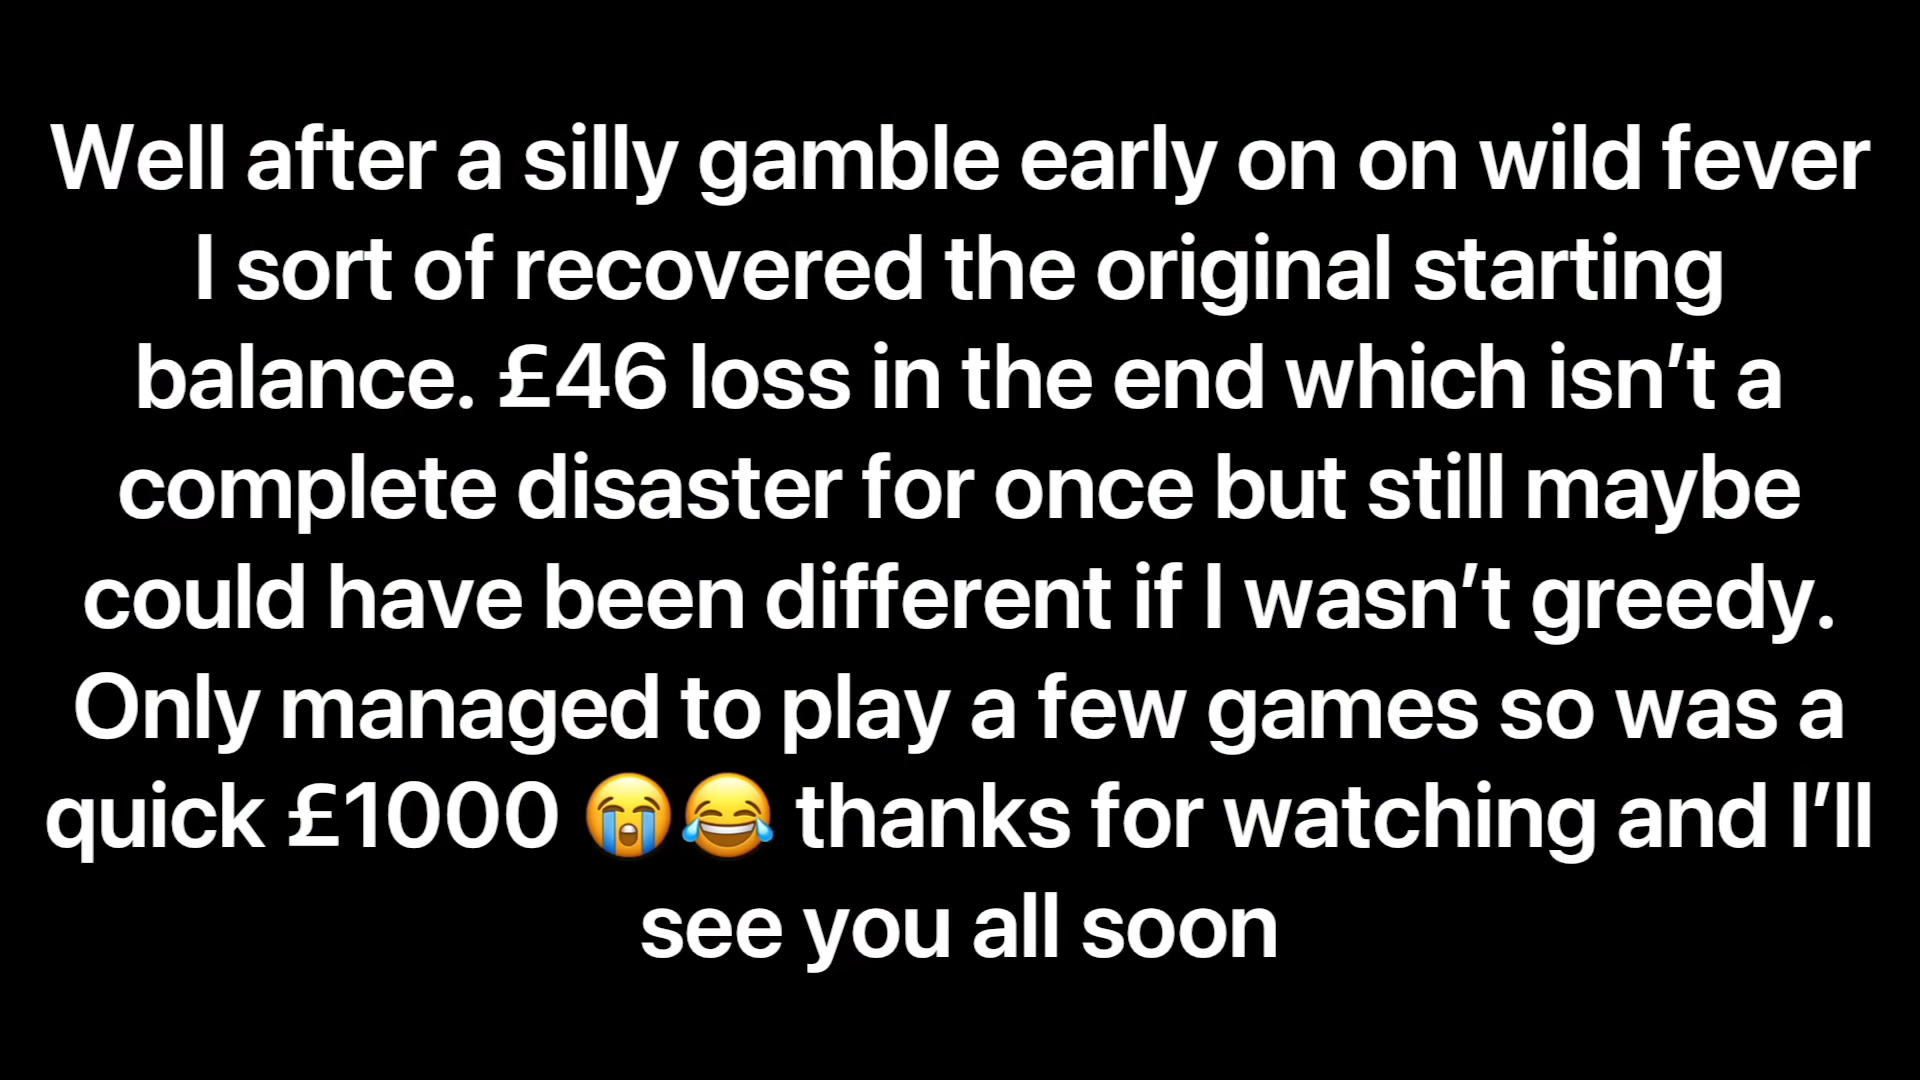 Well after a silly gamble early on on wild fever
I sort of recovered the original starting
balance. £46 loss in the end which isn’t a
complete disaster for once but still maybe
could have been different if I wasn’t greedy.
Only managed to play a few games so was a
quick £1000 😭😂 thanks for watching and I’ll
see you all soon